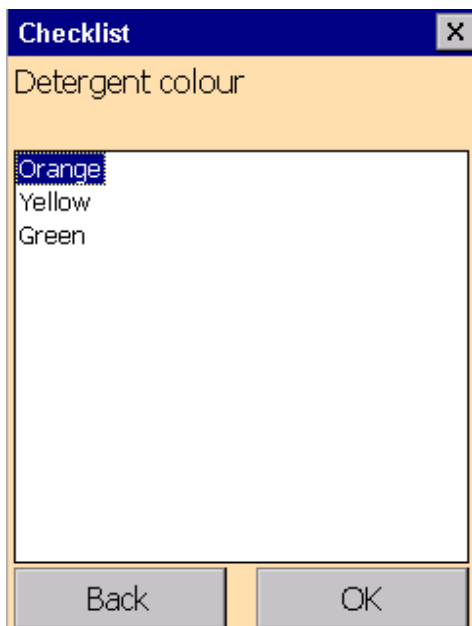 Checklist
Detergent colour
Orange
Yellow
Green
Back OK